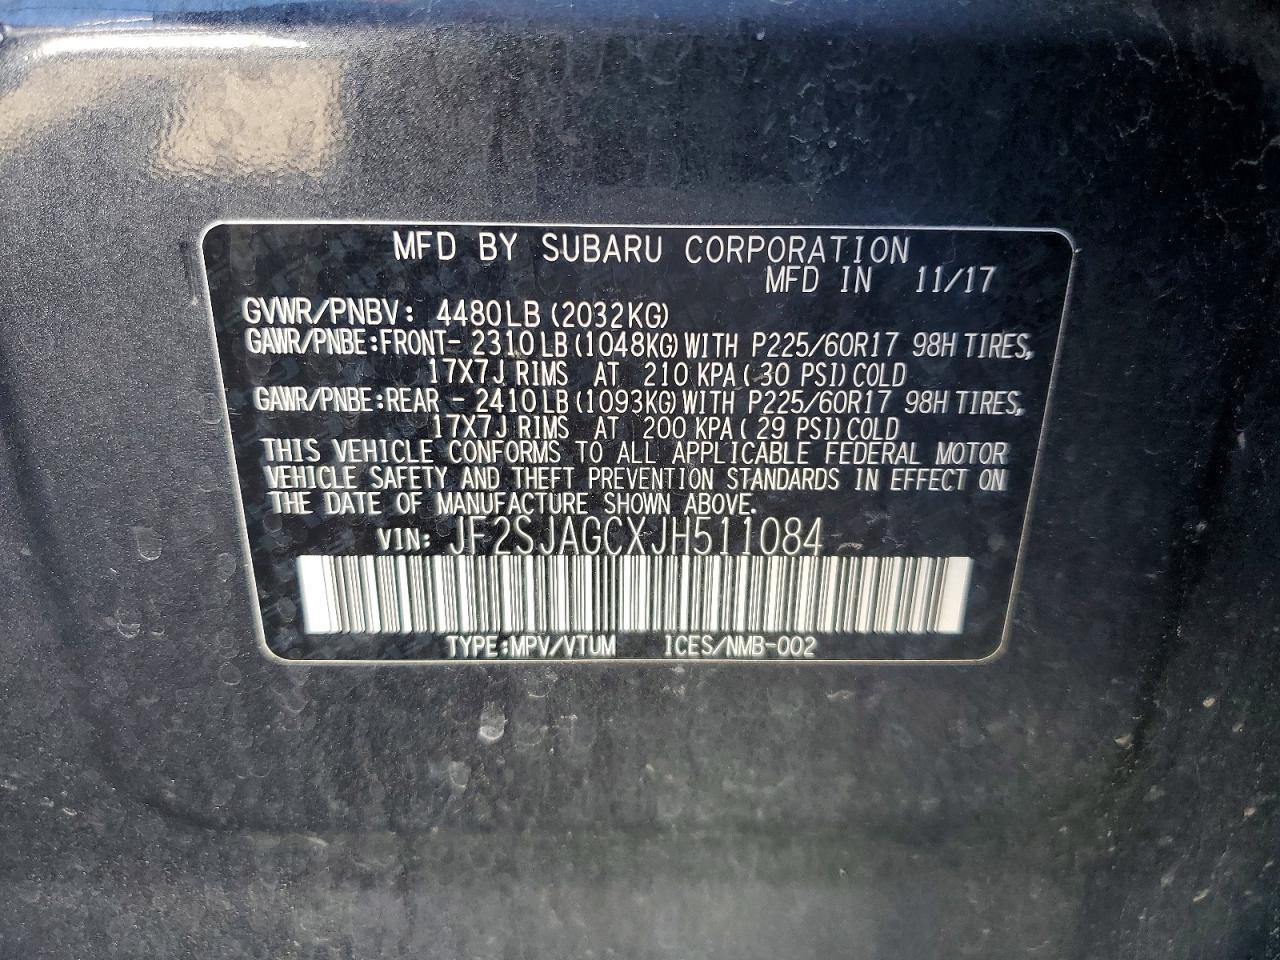 MFD BY SUBARU CORPORATION
MFD IN 11/17
GVWR/PNBV: 4480LB(2032KG)
GAWR/PNBE:FRONT- 2310LB(1048KG)WITH P225/60R17 98H TIRES,
17X7J RIMS AT 210 KPA( 30 PSI)COLD
GAWR/PNBE:REAR - 2410LB(1093KG)WITH P225/60R17 98H TIRES,
17X7J RIMS AT 200 KPA( 29 PSI)COLD
THIS VEHICLE CONFORMS TO ALL APPLICABLE FEDERAL MOTOR
VEHICLE SAFETY AND THEFT PREVENTION STANDARDS IN EFFECT ON
THE DATE OF MANUFACTURE SHOWN ABOVE.
VIN: JF2SJAGCXJH511084
TYPE:MPV/VTUM ICES/NMB-002